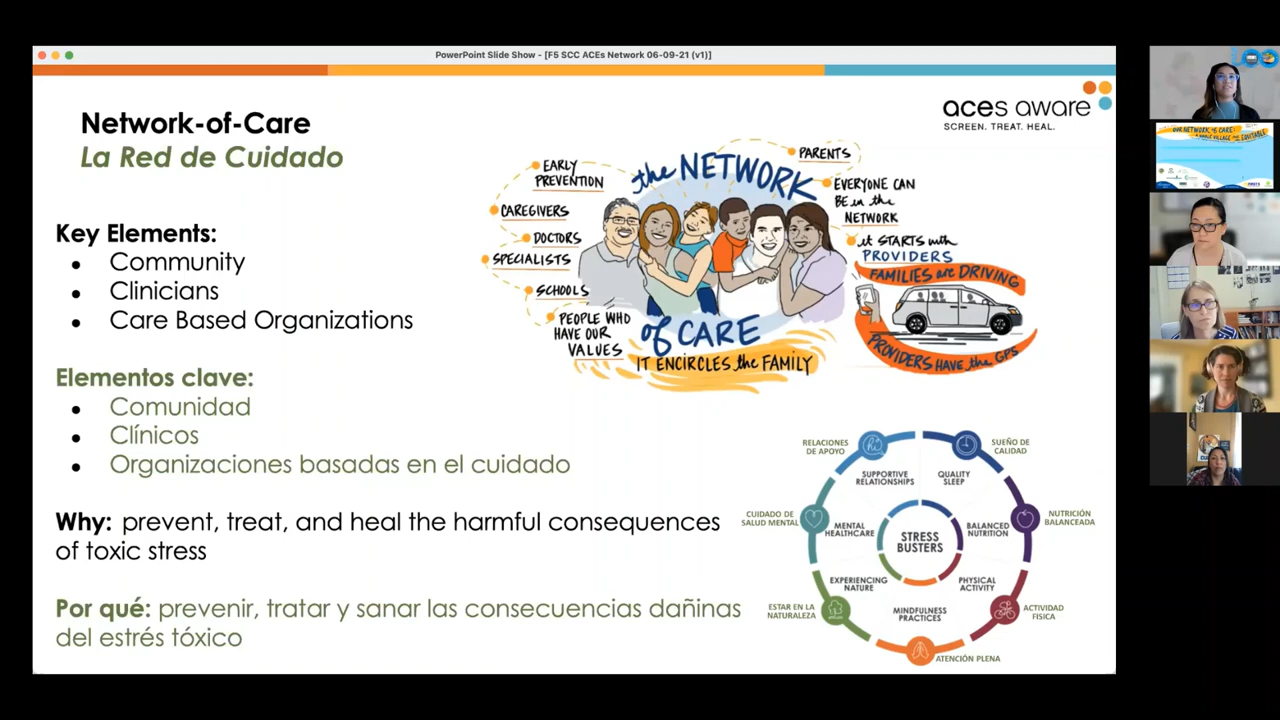 PowerPoint Slide Show - [F5 SCC ACEs Network 06-09-21 (v1)]
Network-of-Care
La Red de Cuidado
aces aware
SCREEN. TREAT. HEAL.
Key Elements:
● Community
● Clinicians
● Care Based Organizations
Elementos clave:
● Comunidad
● Clínicos
● Organizaciones basadas en el cuidado
Why: prevent, treat, and heal the harmful consequences
of toxic stress
Por qué: prevenir, tratar y sanar las consecuencias dañinas
del estrés tóxico
the NETWORK
of CARE
IT ENCIRCLES the FAMILY
EARLY
PREVENTION
CAREGIVERS
DOCTORS
SPECIALISTS
SCHOOLS
PEOPLE WHO
HAVE OUR
VALUES
PARENTS
EVERYONE CAN
BE in the
NETWORK
it STARTS with
PROVIDERS
FAMILIES are DRIVING
PROVIDERS HAVE the GPS
STRESS
BUSTERS
RELACIONES
DE APOYO
SUPPORTIVE
RELATIONSHIPS
SUEÑO DE
CALIDAD
QUALITY
SLEEP
NUTRICIÓN
BALANCEADA
BALANCED
NUTRITION
ACTIVIDAD
FISICA
PHYSICAL
ACTIVITY
ATENCIÓN PLENA
MINDFULNESS
PRACTICES
ESTAR EN LA
NATURALEZA
EXPERIENCING
NATURE
CUIDADO DE
SALUD MENTAL
MENTAL
HEALTHCARE
OUR NETWORK of CARE: